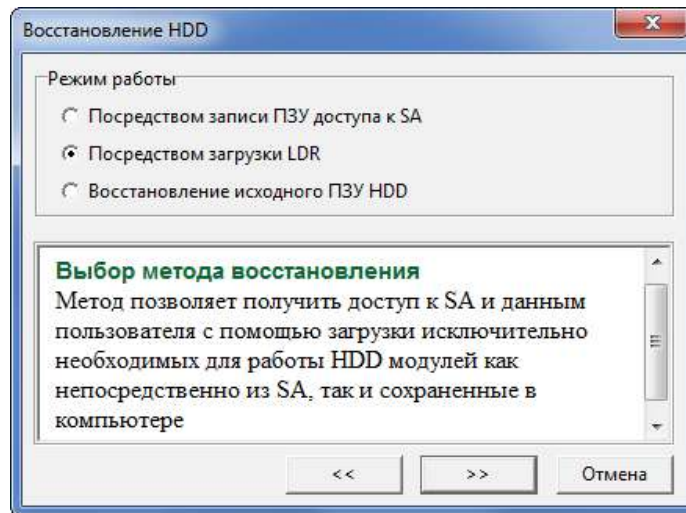 Восстановление HDD
Режим работы
Посредством записи ПЗУ доступа к SA
Посредством загрузки LDR
Восстановление исходного ПЗУ HDD
Выбор метода восстановления
Метод позволяет получить доступ к SA и данным
пользователя с помощью загрузки исключительно
необходимых для работы HDD модулей как
непосредственно из SA, так и сохраненные в
компьютере
<<
>>
Отмена